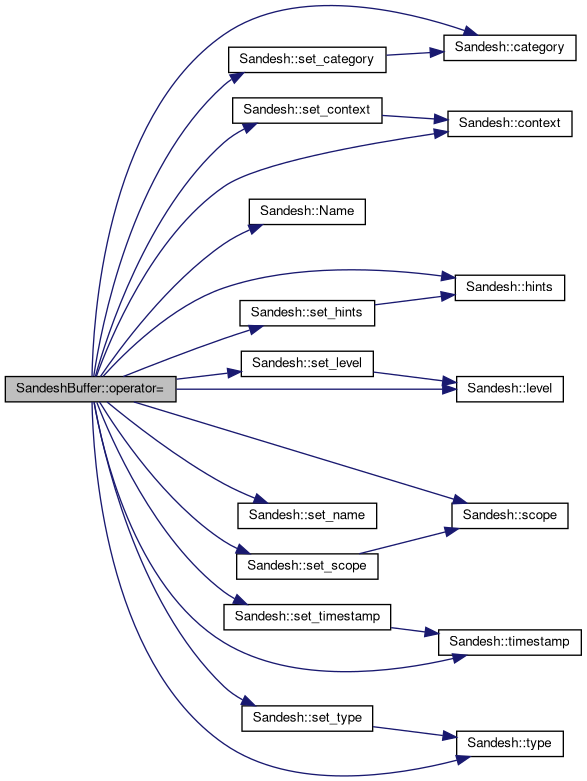 Sandesh::category
Sandesh::set_category
Sandesh::set_context
Sandesh::context
Sandesh::Name
Sandesh::hints
Sandesh::set_hints
Sandesh::set_level
SandeshBuffer::operator=
Sandesh::level
Sandesh::set_name
Sandesh::scope
Sandesh::set_scope
Sandesh::set_timestamp
Sandesh::timestamp
Sandesh::set_type
Sandesh::type